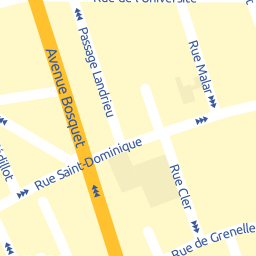 Rue de l'Université
Passage Landrieu
Rue Malar
Avenue Bosquet
Rue Saint-Dominique
Rue Cler
Rue de Grenelle